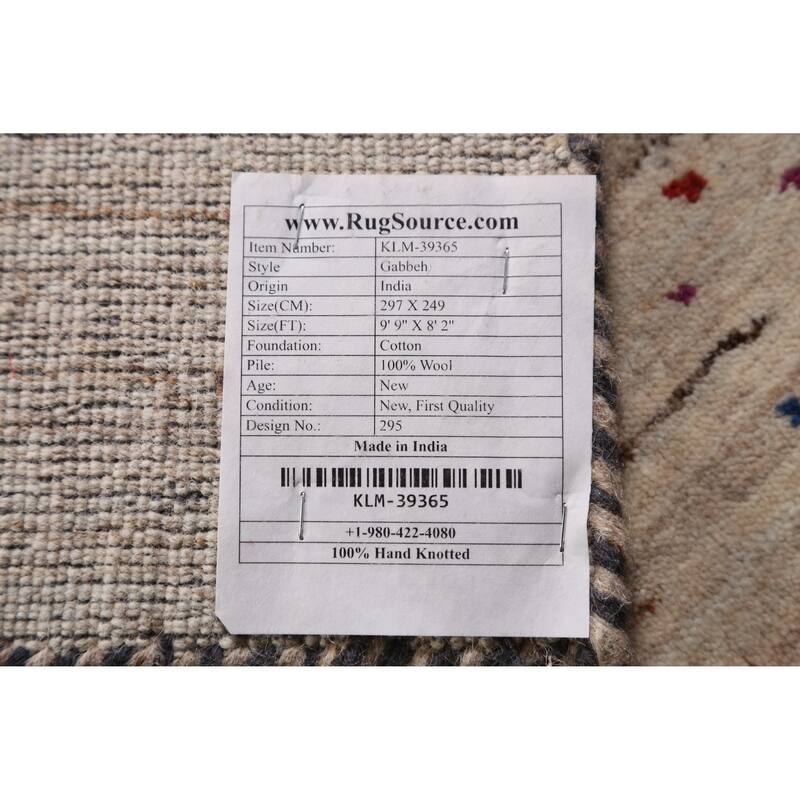 www.RugSource.com
Item Number: KLM-39365
Style Gabbeh
Origin India
Size(CM): 297 X 249
Size(FT): 9' 9" X 8' 2"
Foundation: Cotton
Pile: 100% Wool
Age: New
Condition: New, First Quality
Design No.: 295
Made in India
KLM-39365
+1-980-422-4080
100% Hand Knotted